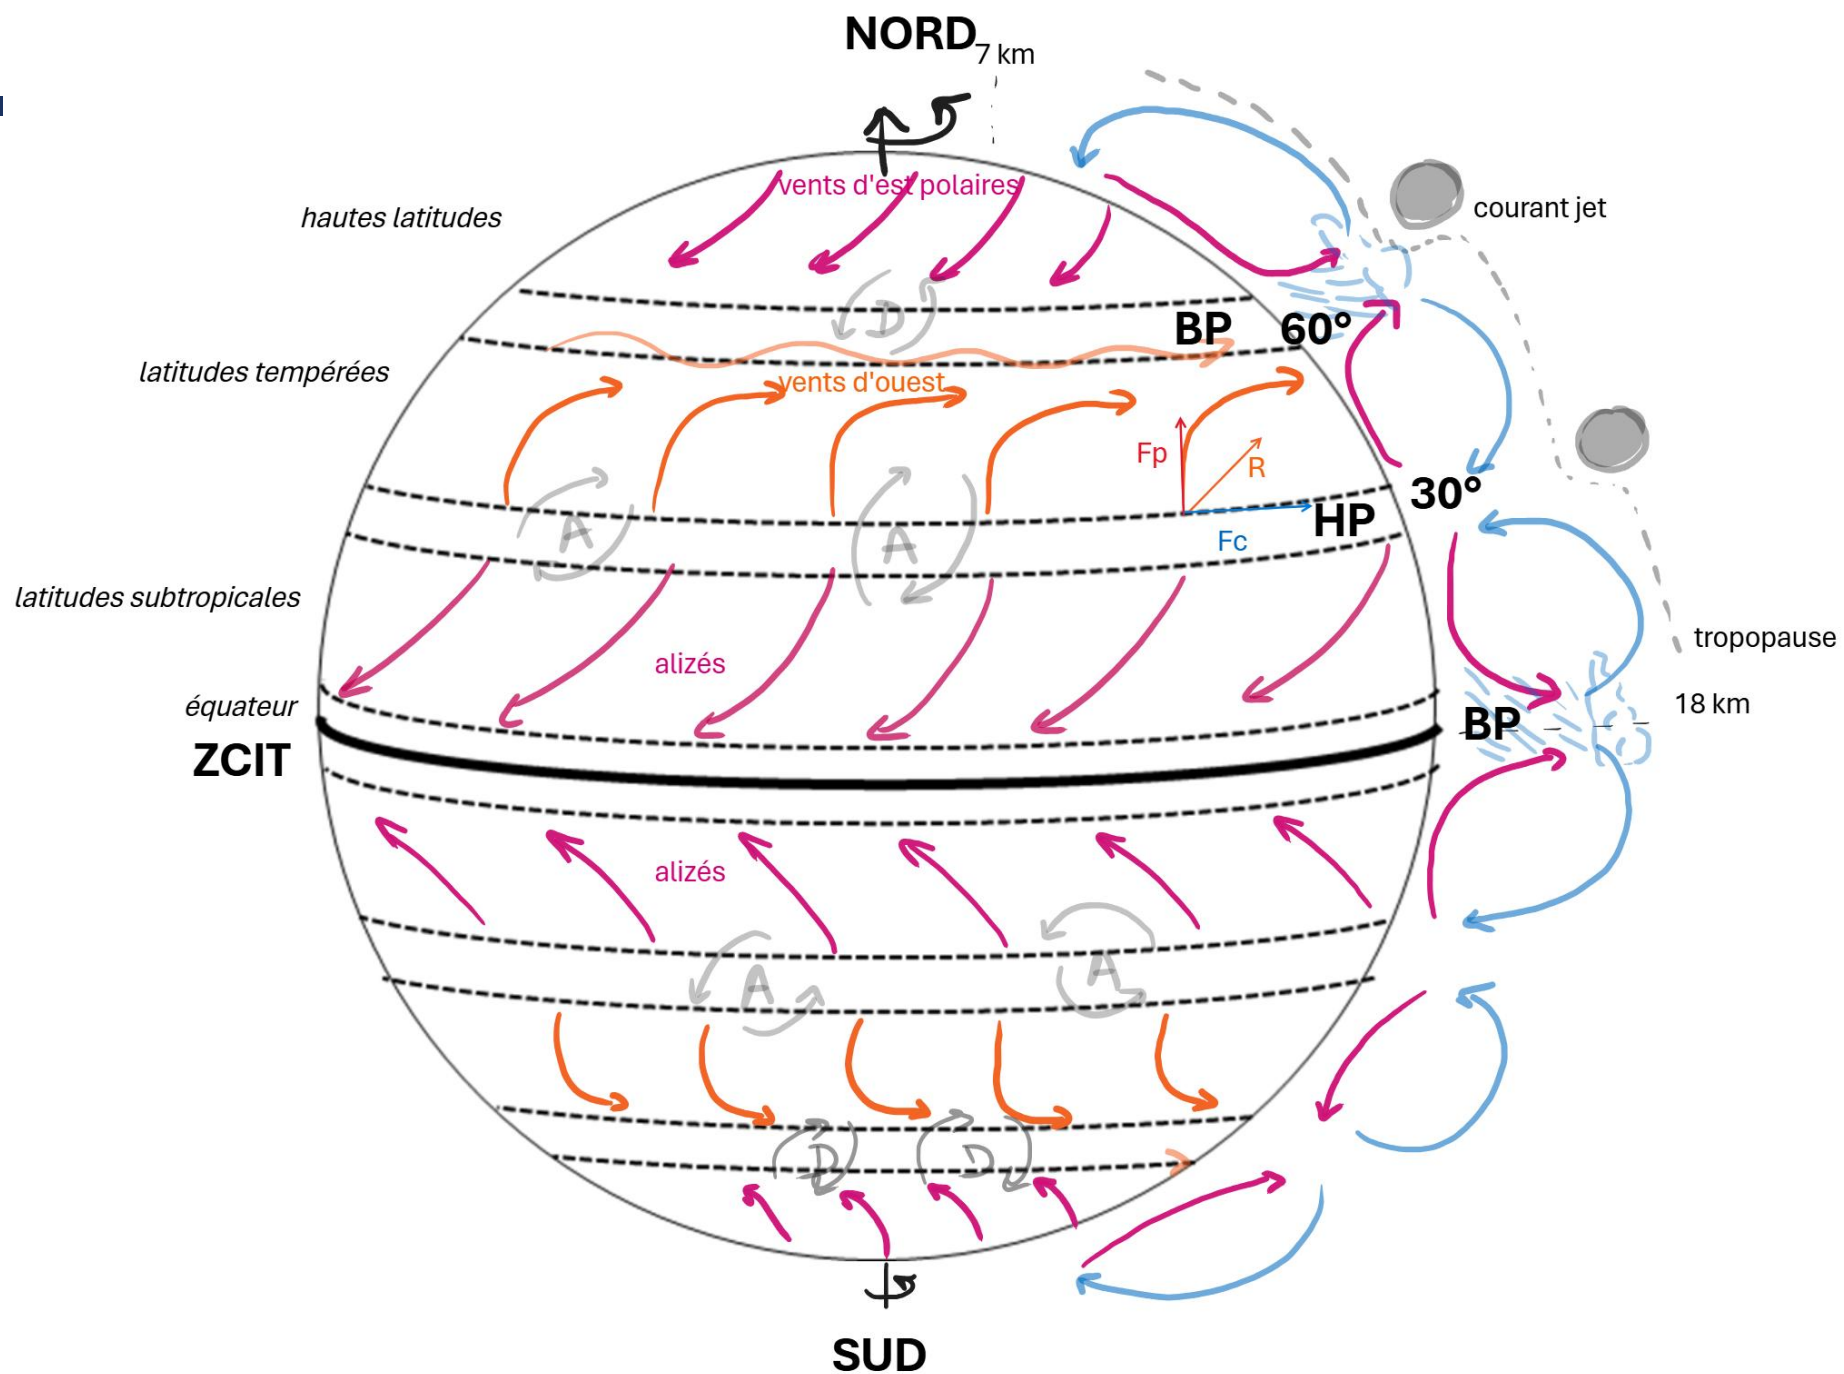 NORD
7 km
vents d'est polaires
hautes latitudes
courant jet
D
BP
60°
latitudes tempérées
vents d'ouest
Fp
R
30°
HP
A
A
Fc
latitudes subtropicales
tropopause
alizés
équateur
18 km
BP
ZCIT
alizés
A
A
D
D
SUD